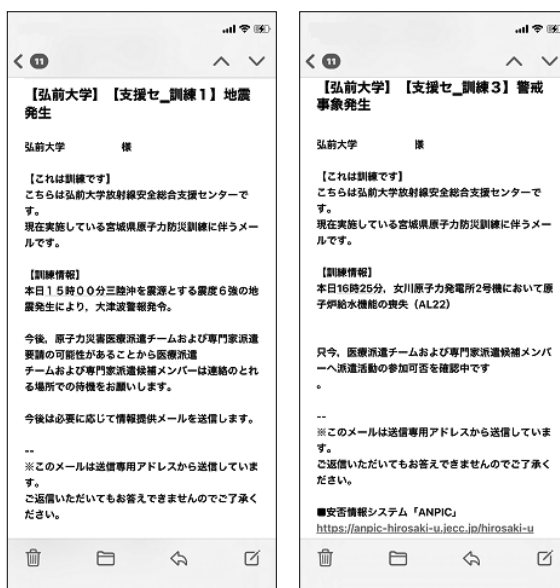 11
【弘前大学】【支援セ_訓練1】地震
発生
弘前大学 様
【これは訓練です】
こちらは弘前大学放射線安全総合支援センターで
す。
現在実施している宮城県原子力防災訓練に伴うメー
ルです。
【訓練情報】
本日15時00分三陸沖を震源とする震度6強の地
震発生により、大津波警報発令。
今後、原子力災害医療派遣チームおよび専門家派遣
要請の可能性があることから医療派遣
チームおよび専門家派遣候補メンバーは連絡のとれ
る場所での待機をお願いします。
今後は必要に応じて情報提供メールを送信します。
--
※このメールは送信専用アドレスから送信していま
す。
ご返信いただいてもお答えできませんのでご了承く
ださい。
11
【弘前大学】【支援セ_訓練3】警戒
事象発生
弘前大学 様
【これは訓練です】
こちらは弘前大学放射線安全総合支援センターで
す。
現在実施している宮城県原子力防災訓練に伴うメー
ルです。
【訓練情報】
本日16時25分，女川原子力発電所2号機において原
子炉給水機能の喪失（AL22）
只今、医療派遣チームおよび専門家派遣候補メンバ
ーへ派遣活動の参加可否を確認中です
。
--
※このメールは送信専用アドレスから送信していま
す。
ご返信いただいてもお答えできませんのでご了承く
ださい。
■安否情報システム「ANPIC」
https://anpic-hirosaki-u.jecc.jp/hirosaki-u